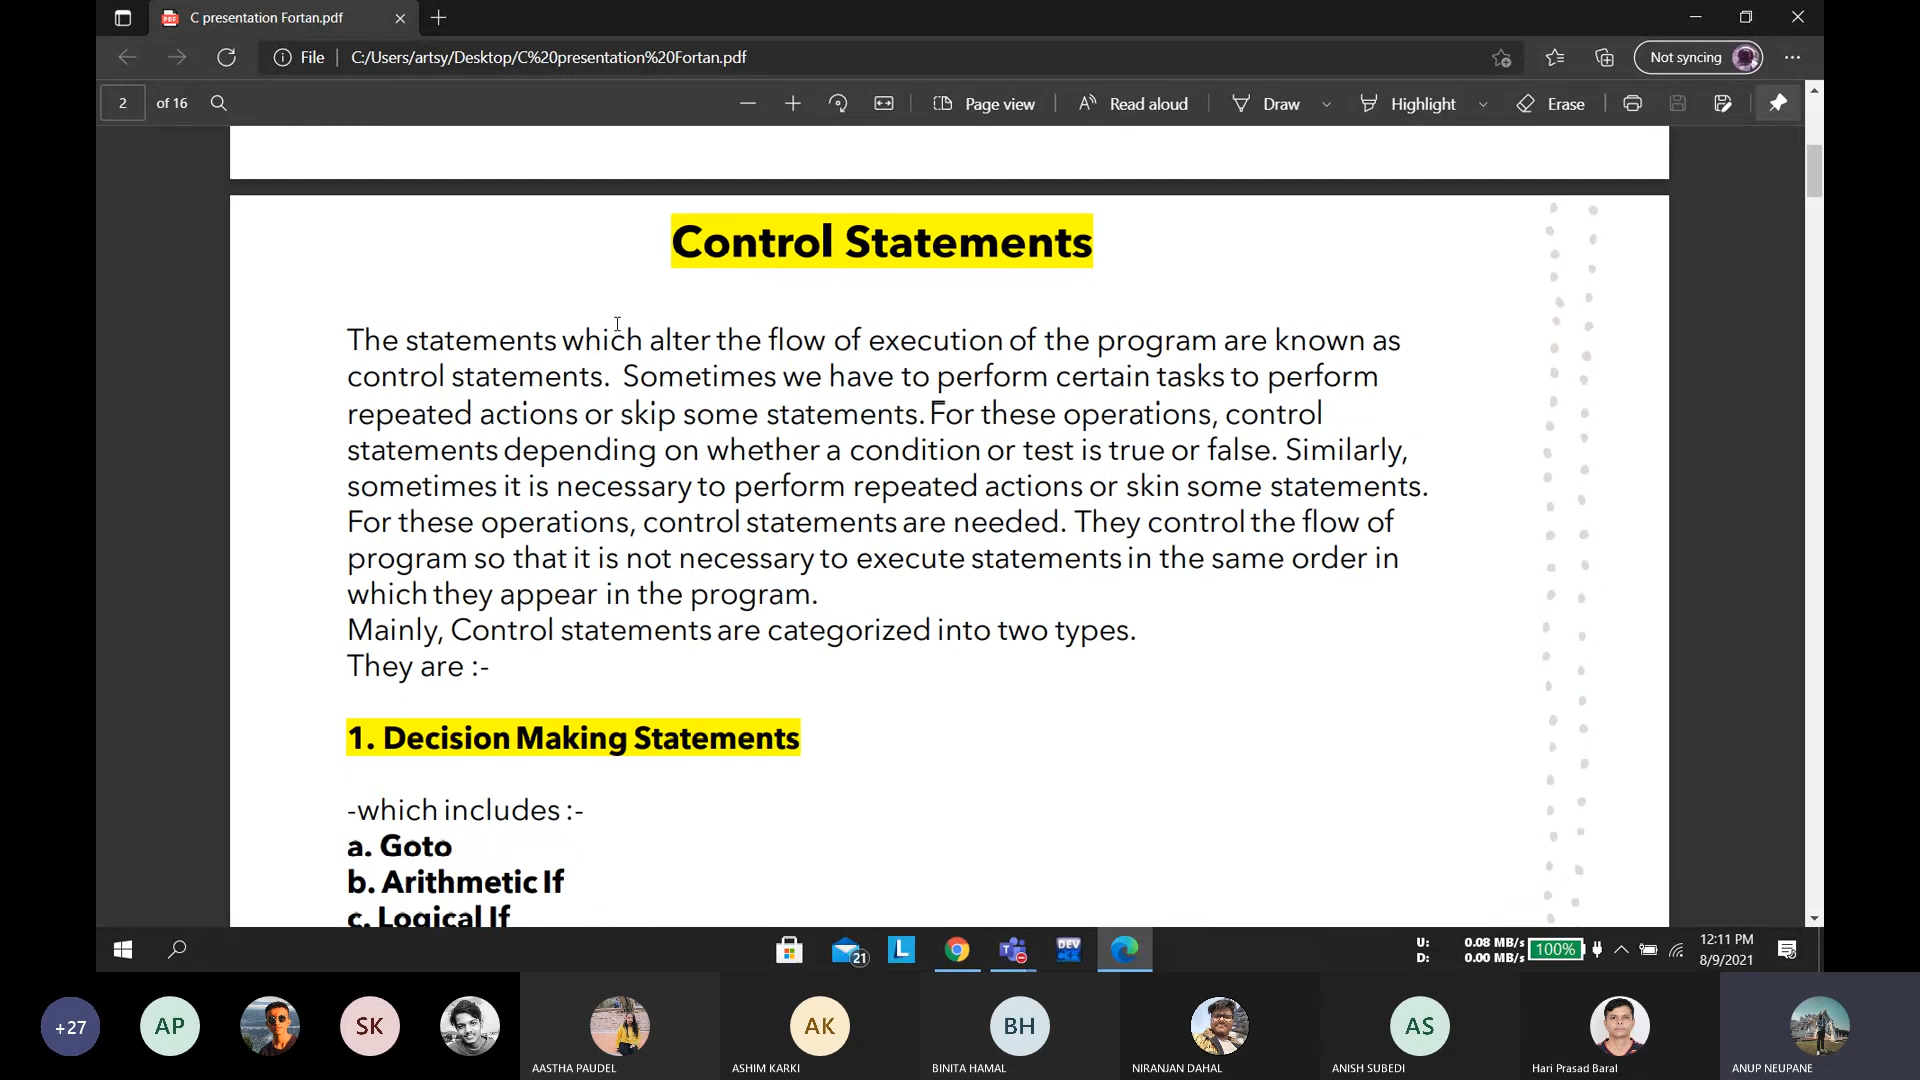 C presentation Fortan.pdf
File
C:/Users/artsy/Desktop/C%20presentation%20Fortan.pdf
Not syncing
2 of 16
Page view
Read aloud
Draw
Highlight
Erase
Control Statements
The statements which alter the flow of execution of the program are known as
control statements. Sometimes we have to perform certain tasks to perform
repeated actions or skip some statements. For these operations, control
statements depending on whether a condition or test is true or false. Similarly,
sometimes it is necessary to perform repeated actions or skin some statements.
For these operations, control statements are needed. They control the flow of
program so that it is not necessary to execute statements in the same order in
which they appear in the program.
Mainly, Control statements are categorized into two types.
They are :-
1. Decision Making Statements
-which includes :-
a. Goto
b. Arithmetic If
c. Logical If
21
L
DEV
U: 0.08 MB/s
D: 0.00 MB/s
100%
12:11 PM
8/9/2021
+27
AP
SK
AK
BH
AS
AASTHA PAUDEL
ASHIM KARKI
BINITA HAMAL
NIRANJAN DAHAL
ANISH SUBEDI
Hari Prasad Baral
ANUP NEUPANE